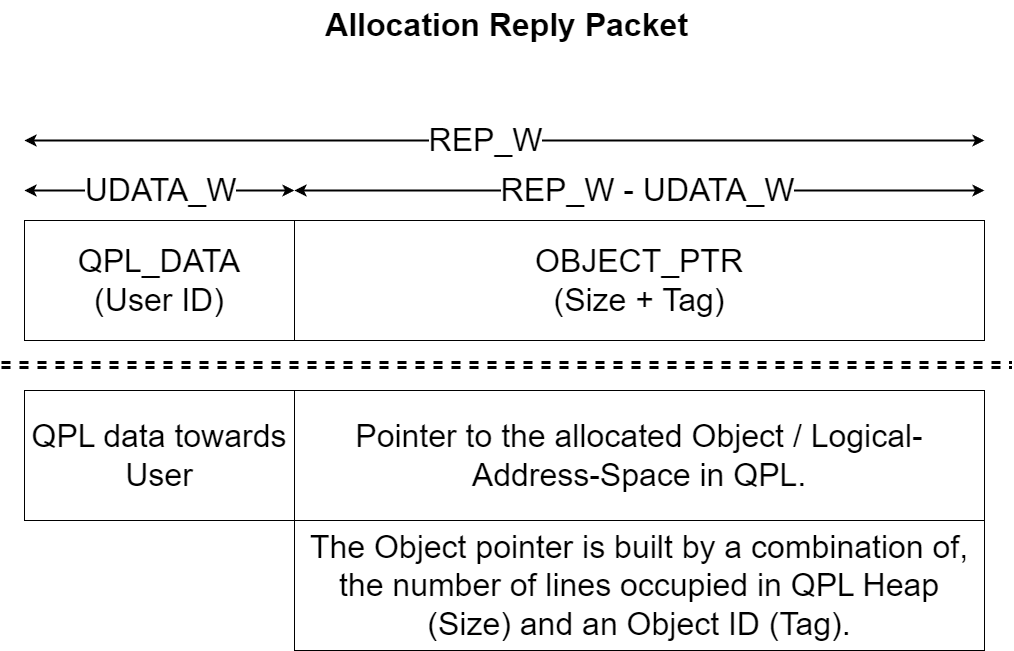 Allocation Reply Packet
REP_W
UDATA_W
REP_W - UDATA_W
QPL_DATA
(User ID)
OBJECT_PTR
(Size + Tag)
QPL data towards
User
Pointer to the allocated Object / Logical-
Address-Space in QPL.
The Object pointer is built by a combination of,
the number of lines occupied in QPL Heap
(Size) and an Object ID (Tag).